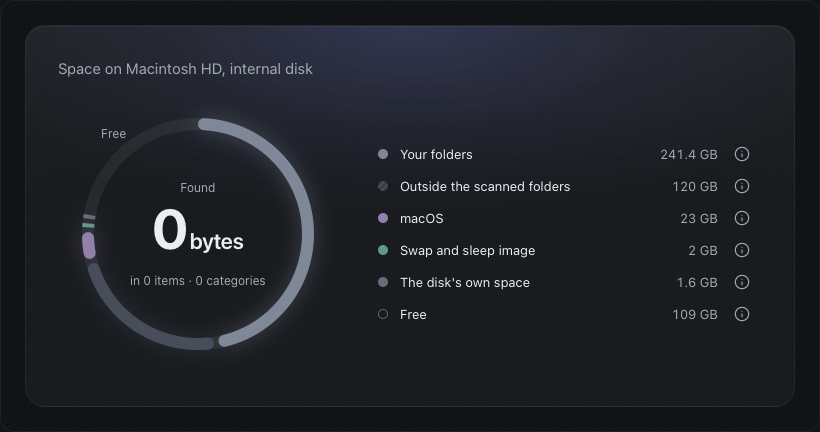 Space on Macintosh HD, internal disk
Free
Found
0 bytes
in 0 items · 0 categories
Your folders 241.4 GB
Outside the scanned folders 120 GB
macOS 23 GB
Swap and sleep image 2 GB
The disk's own space 1.6 GB
Free 109 GB